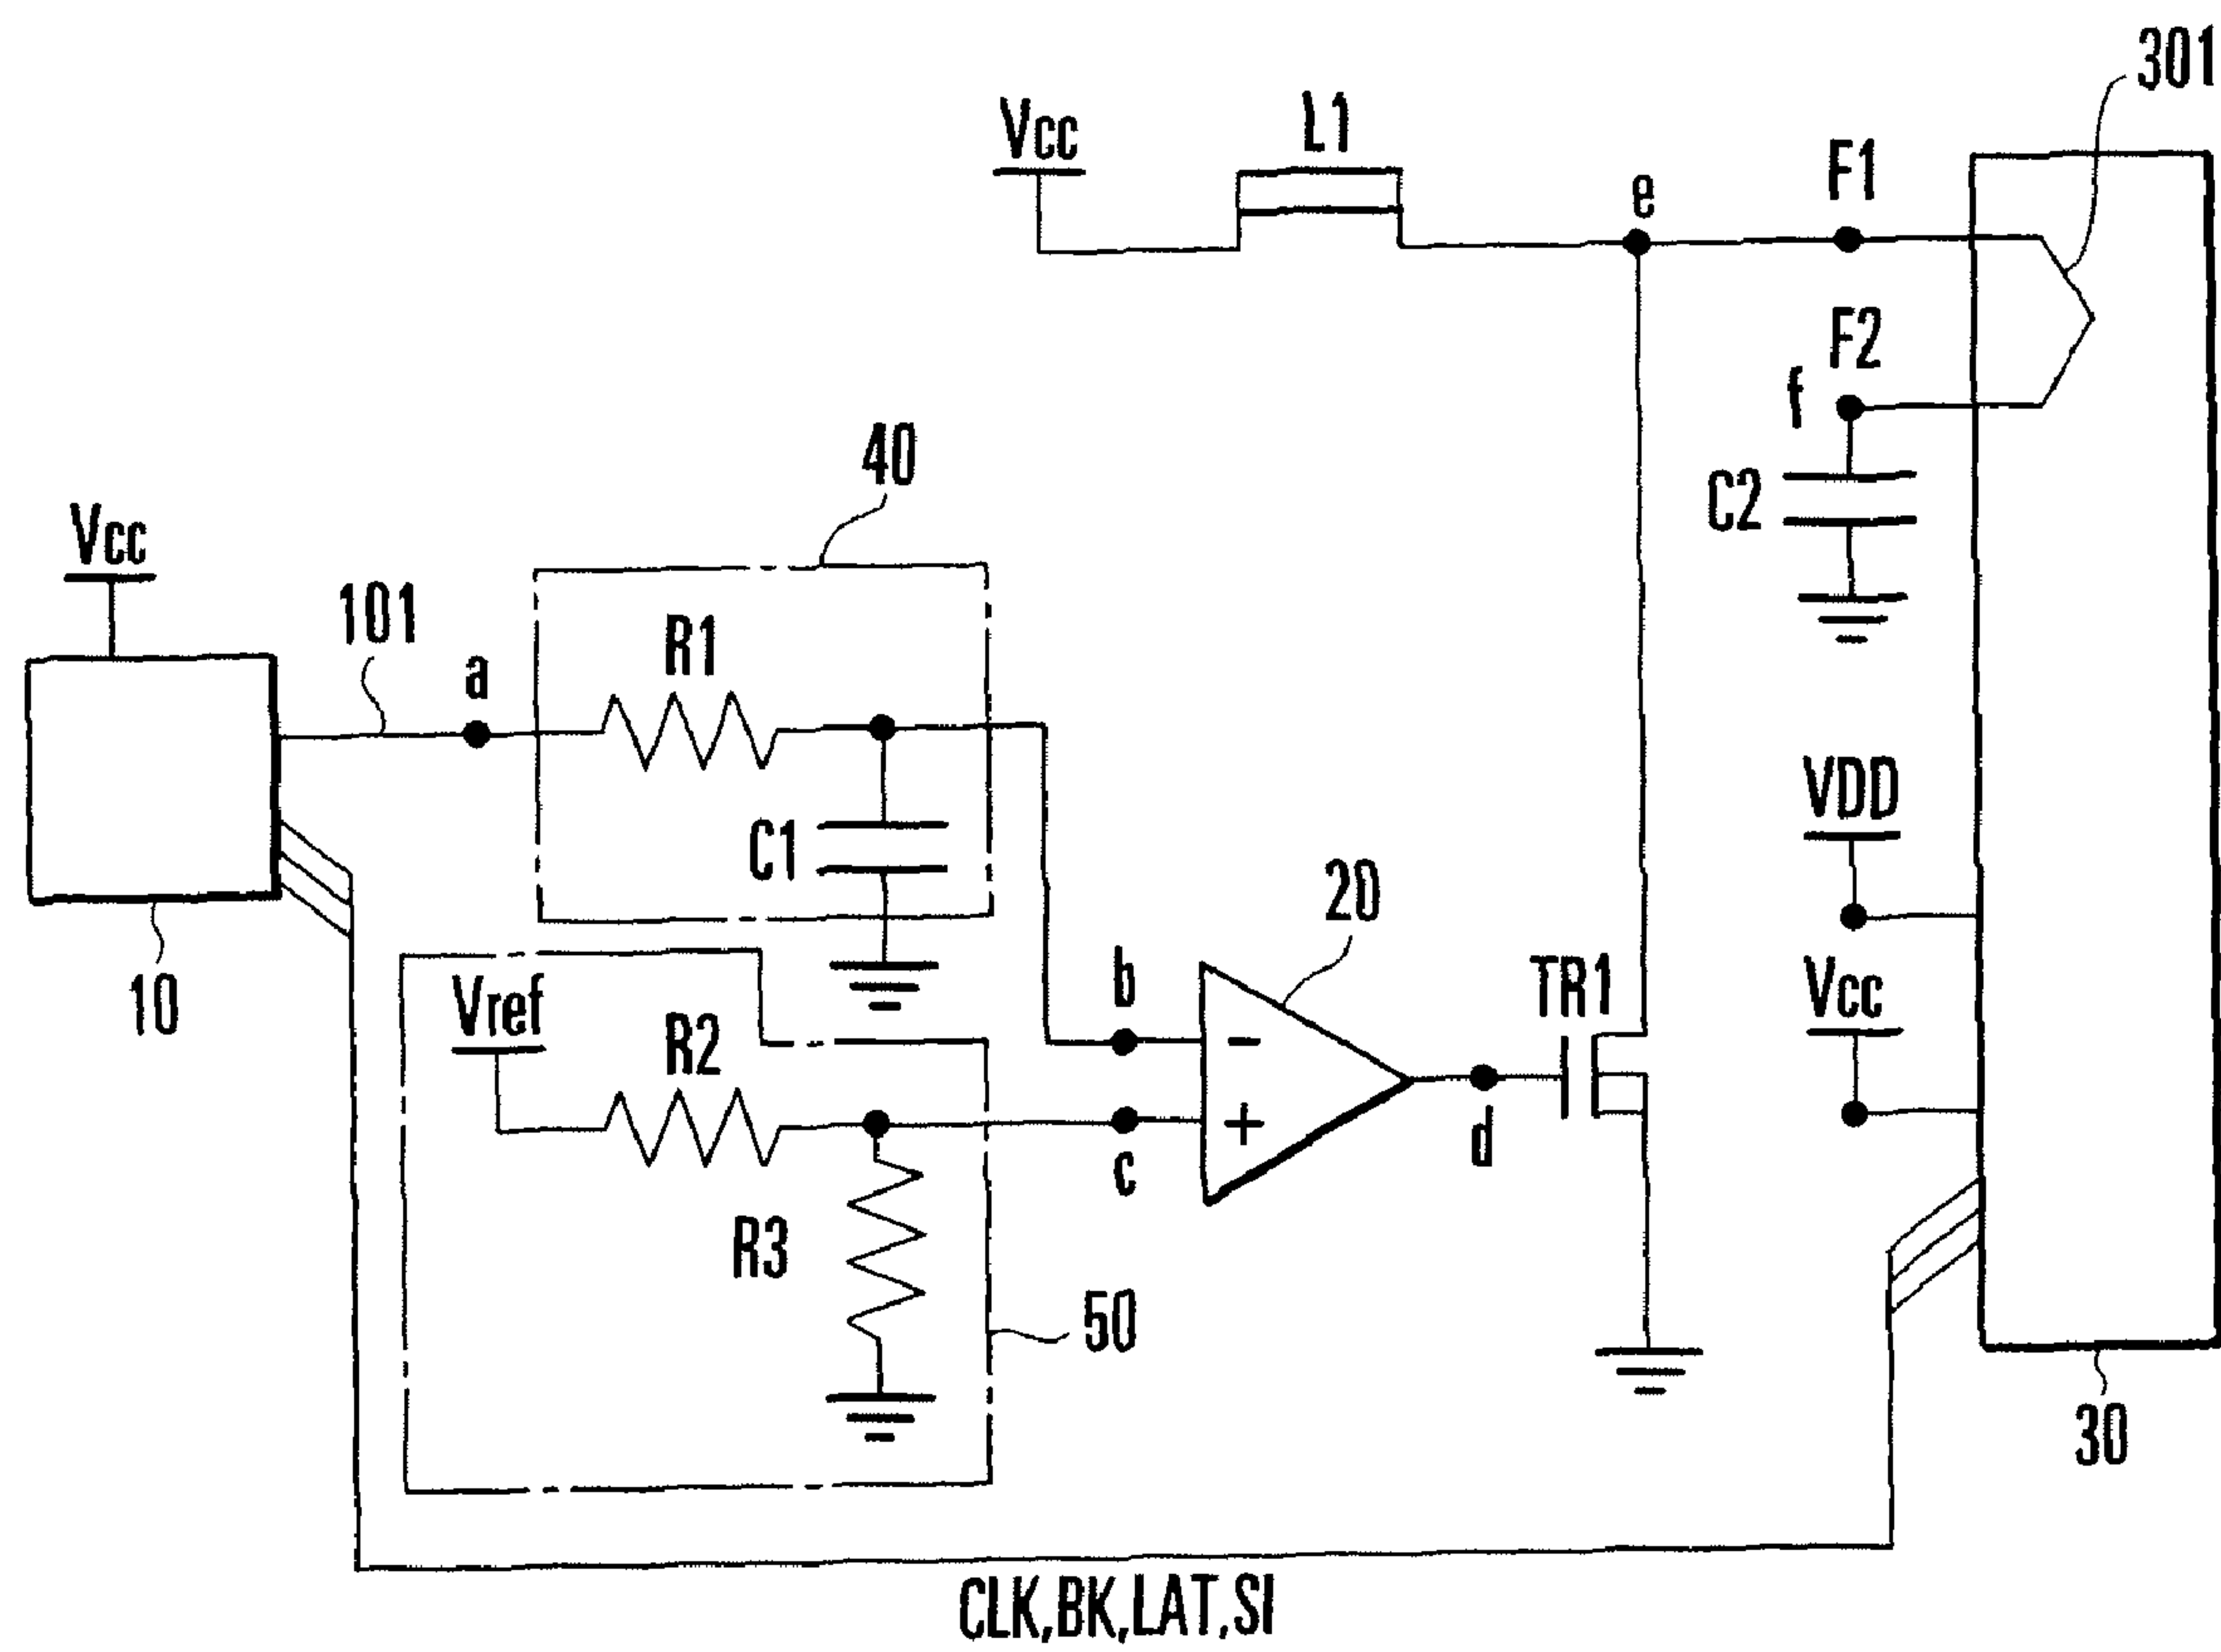 301
Vcc
L1
e
F1
F2
f
C2
40
Vcc
101
a
R1
C1
10
Vref
R2
R3
50
b
c
-
+
20
d
TR1
VDD
Vcc
30
CLK,BK,LAT,SI